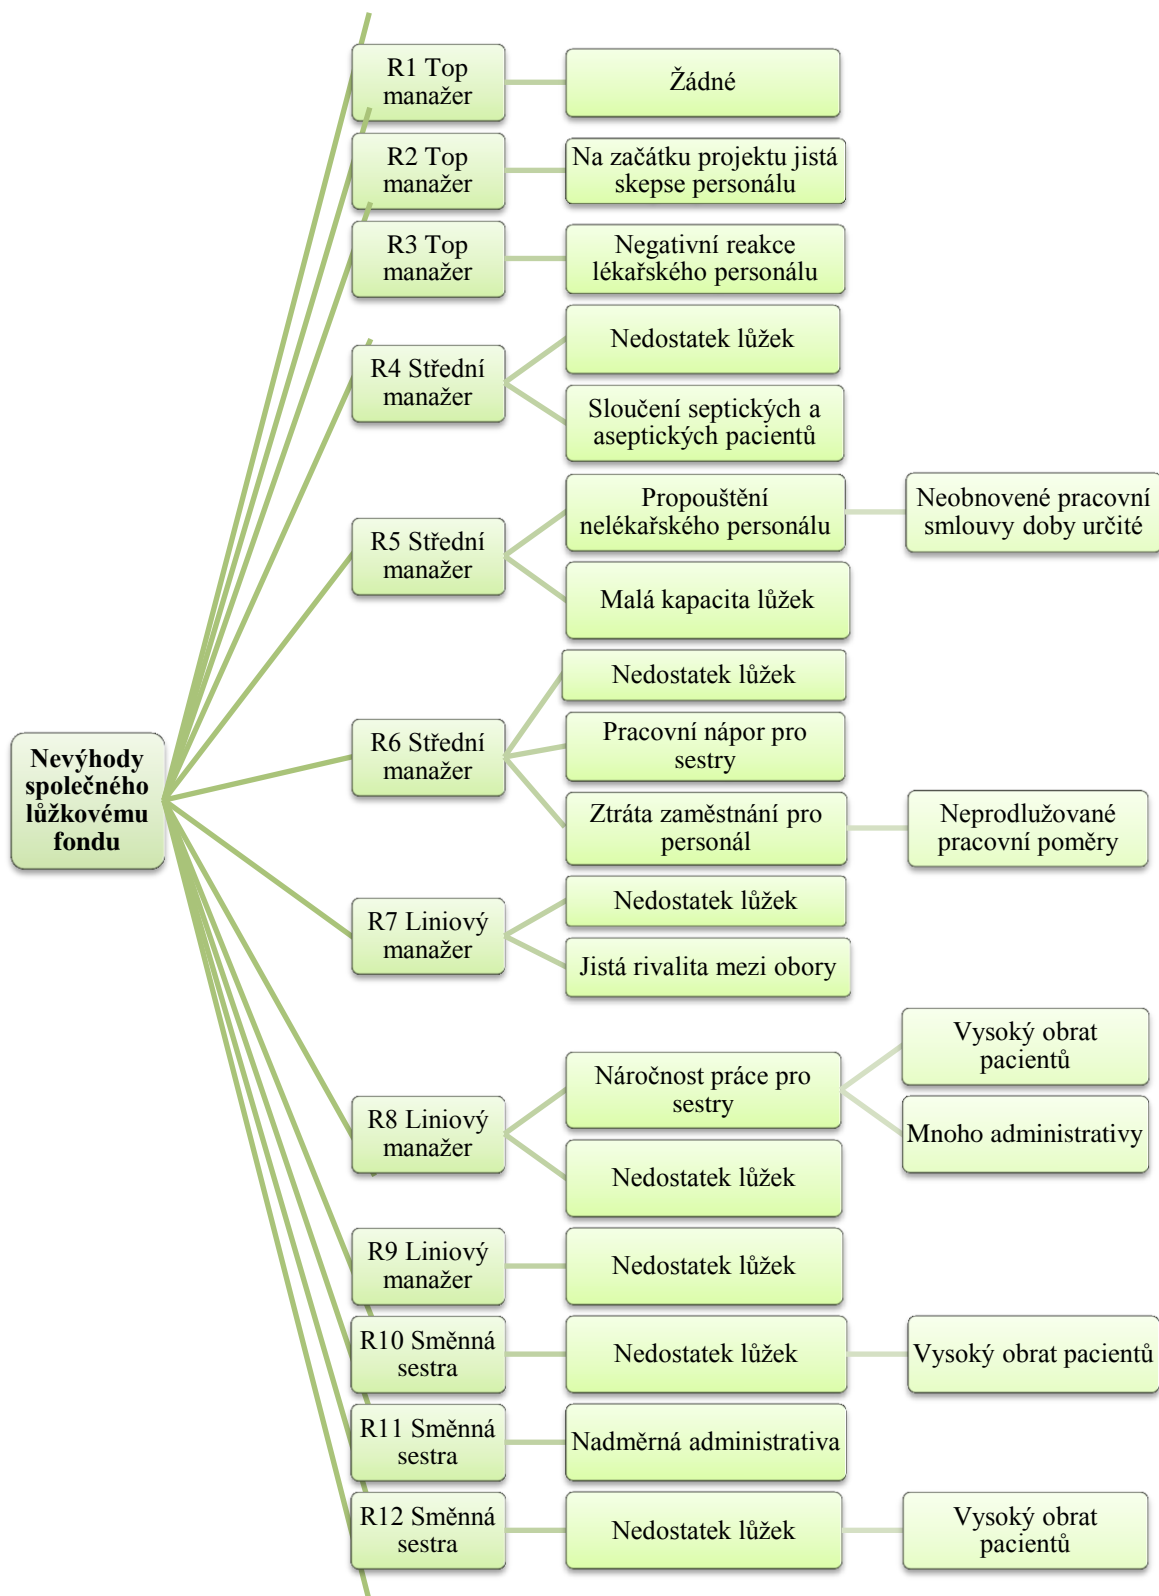 R1 Top
manažer
Žádné
R2 Top
manažer
Na začátku projektu jistá
skepse personálu
R3 Top
manažer
Negativní reakce
lékařského personálu
R4 Střední
manažer
Nedostatek lůžek
Sloučení septických a
aseptických pacientů
R5 Střední
manažer
Propouštění
nelékařského personálu
Neobnovené pracovní
smlouvy doby určité
Malá kapacita lůžek
Nevýhody
společného
lůžkovému
fondu
R6 Střední
manažer
Nedostatek lůžek
Pracovní nápor pro
sestry
Ztráta zaměstnání pro
personál
Neprodlužované
pracovní poměry
R7 Liniový
manažer
Nedostatek lůžek
Jistá rivalita mezi obory
R8 Liniový
manažer
Náročnost práce pro
sestry
Vysoký obrat
pacientů
Mnoho administrativy
Nedostatek lůžek
R9 Liniový
manažer
Nedostatek lůžek
R10 Směnná
sestra
Nedostatek lůžek
Vysoký obrat pacientů
R11 Směnná
sestra
Nadměrná administrativa
R12 Směnná
sestra
Nedostatek lůžek
Vysoký obrat
pacientů